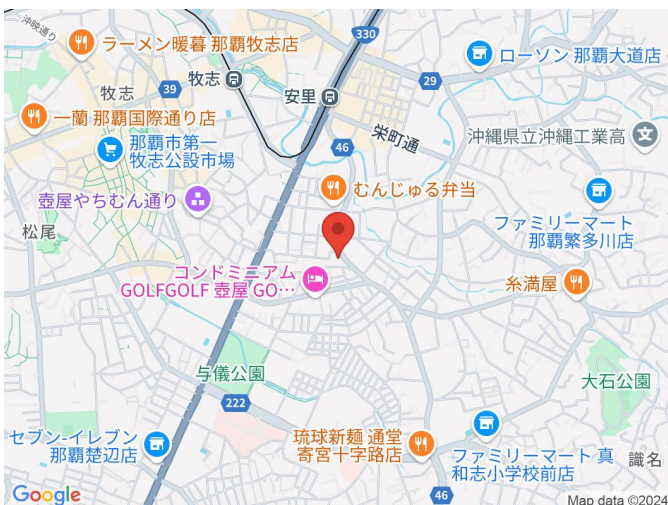 沖映通り
ラーメン暖暮 那覇牧志店
330
ローソン 那覇大道店
牧志
牧志
39
安里
29
一蘭 那覇国際通り店
栄町通
那覇市第一
牧志公設市場
46
沖縄県立沖縄工業高
むんじゅる弁当
壺屋やちむん通り
ファミリーマート
那覇繁多川店
松尾
コンドミニアム
GOLFGOLF 壺屋 GO…
糸満屋
与儀公園
大石公園
222
セブン-イレブン
那覇楚辺店
琉球新麺 通堂
寄宮十字路店
ファミリーマート 真
和志小学校前店
識名
46
Google
Map data ©2024